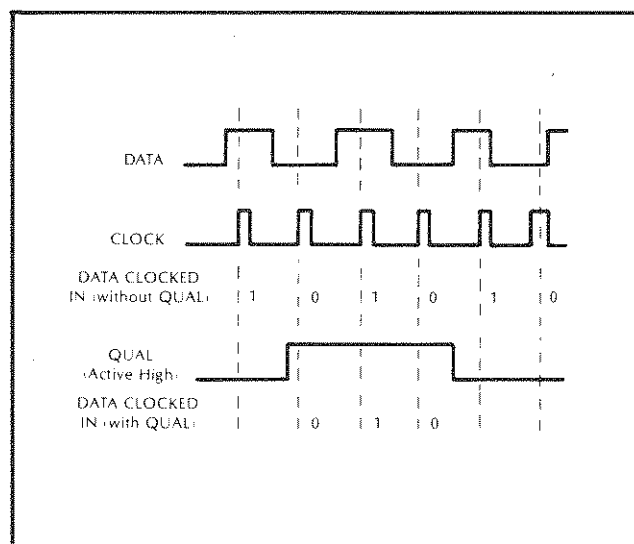 DATA
CLOCK
DATA CLOCKED
IN (without QUAL) 1 0 1 0 1 0
QUAL
(Active High)
DATA CLOCKED
IN (with QUAL) 0 1 0